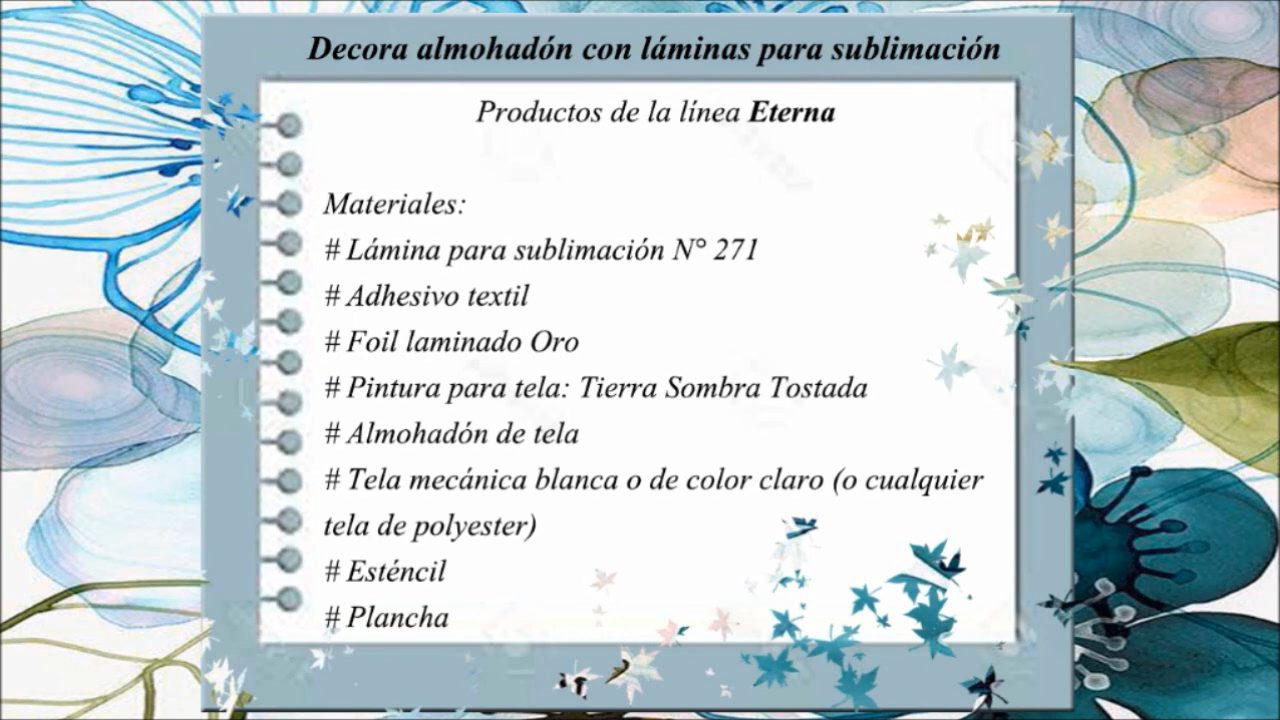 Decora almohadón con láminas para sublimación
Productos de la línea Eterna
Materiales:
# Lámina para sublimación N° 271
# Adhesivo textil
# Foil laminado Oro
# Pintura para tela: Tierra Sombra Tostada
# Almohadón de tela
# Tela mecánica blanca o de color claro (o cualquier
tela de polyester)
# Esténcil
# Plancha